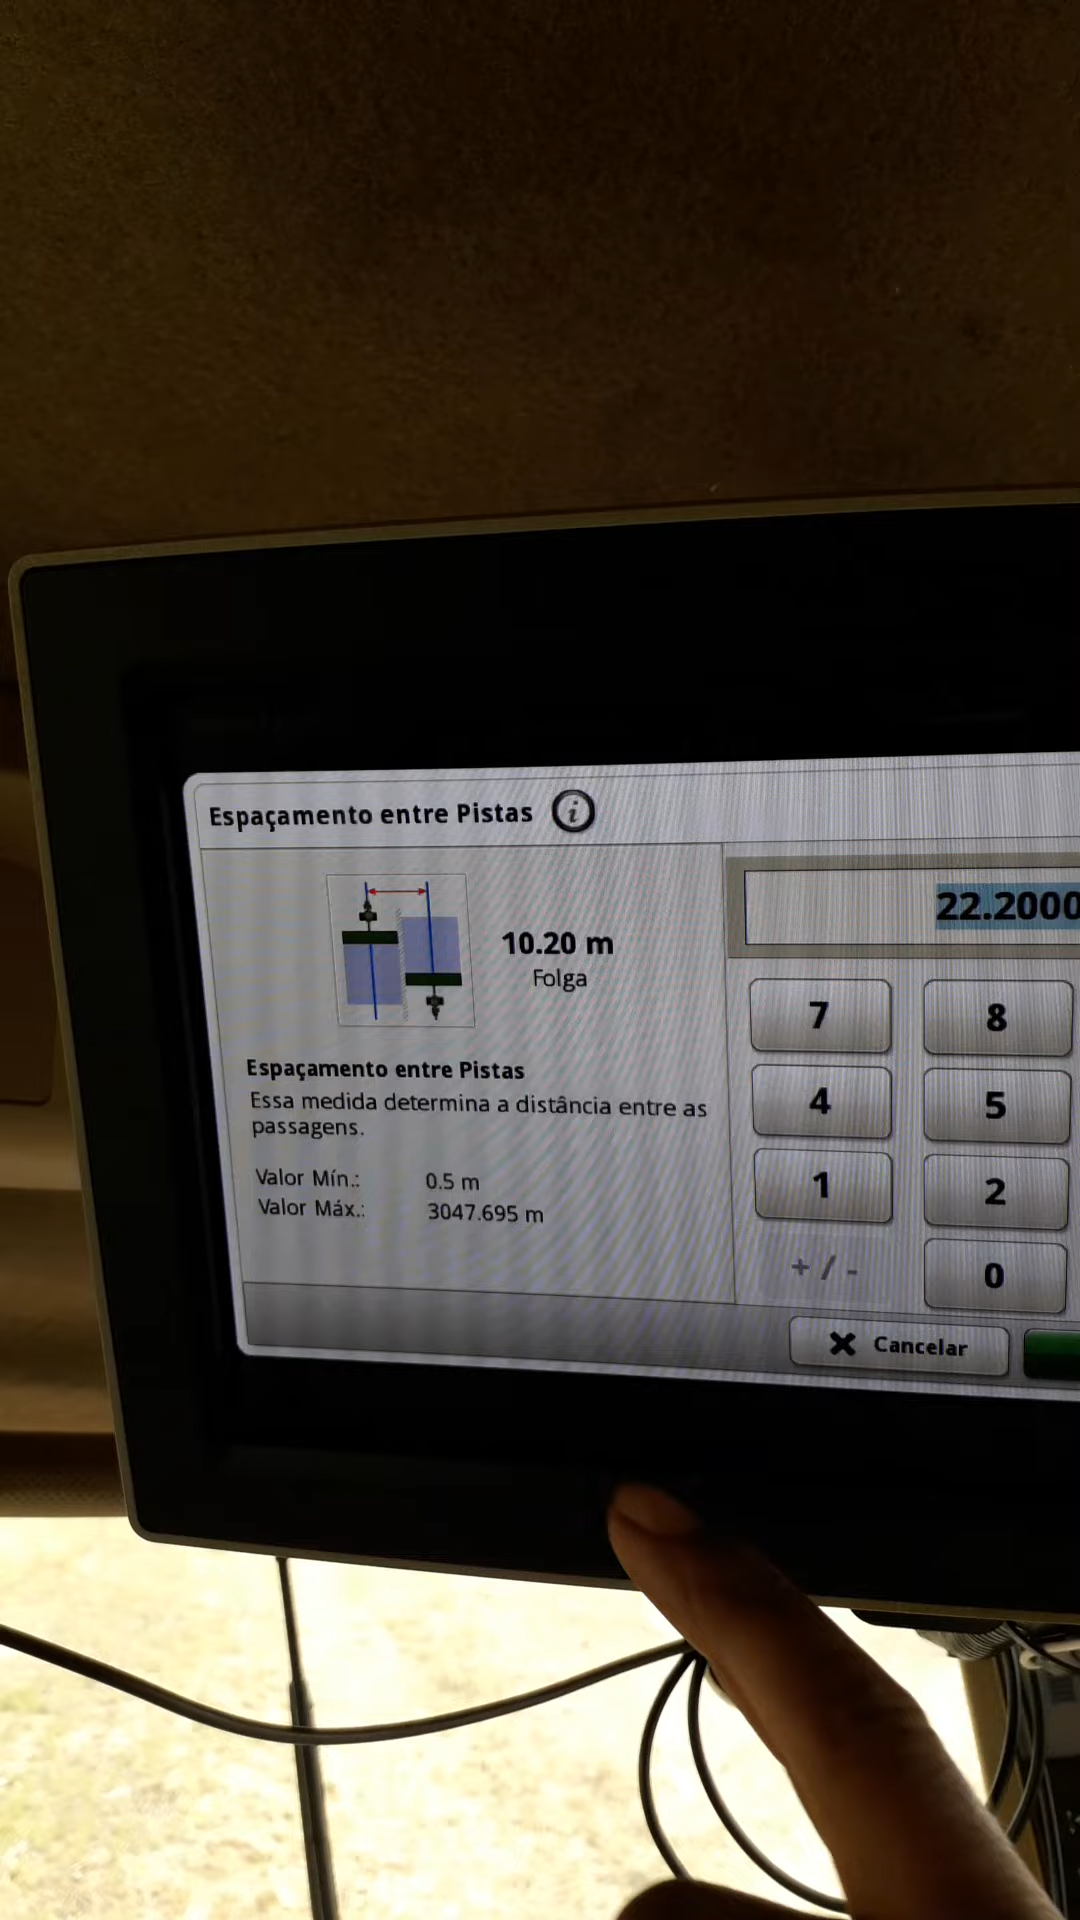 Espaçamento entre Pistas i
22.2000
10.20 m
Folga
Espaçamento entre Pistas
Essa medida determina a distância entre as
passagens.
Valor Mín.: 0.5 m
Valor Máx.: 3047.695 m
7 8
4 5
1 2
+ / - 0
Cancelar